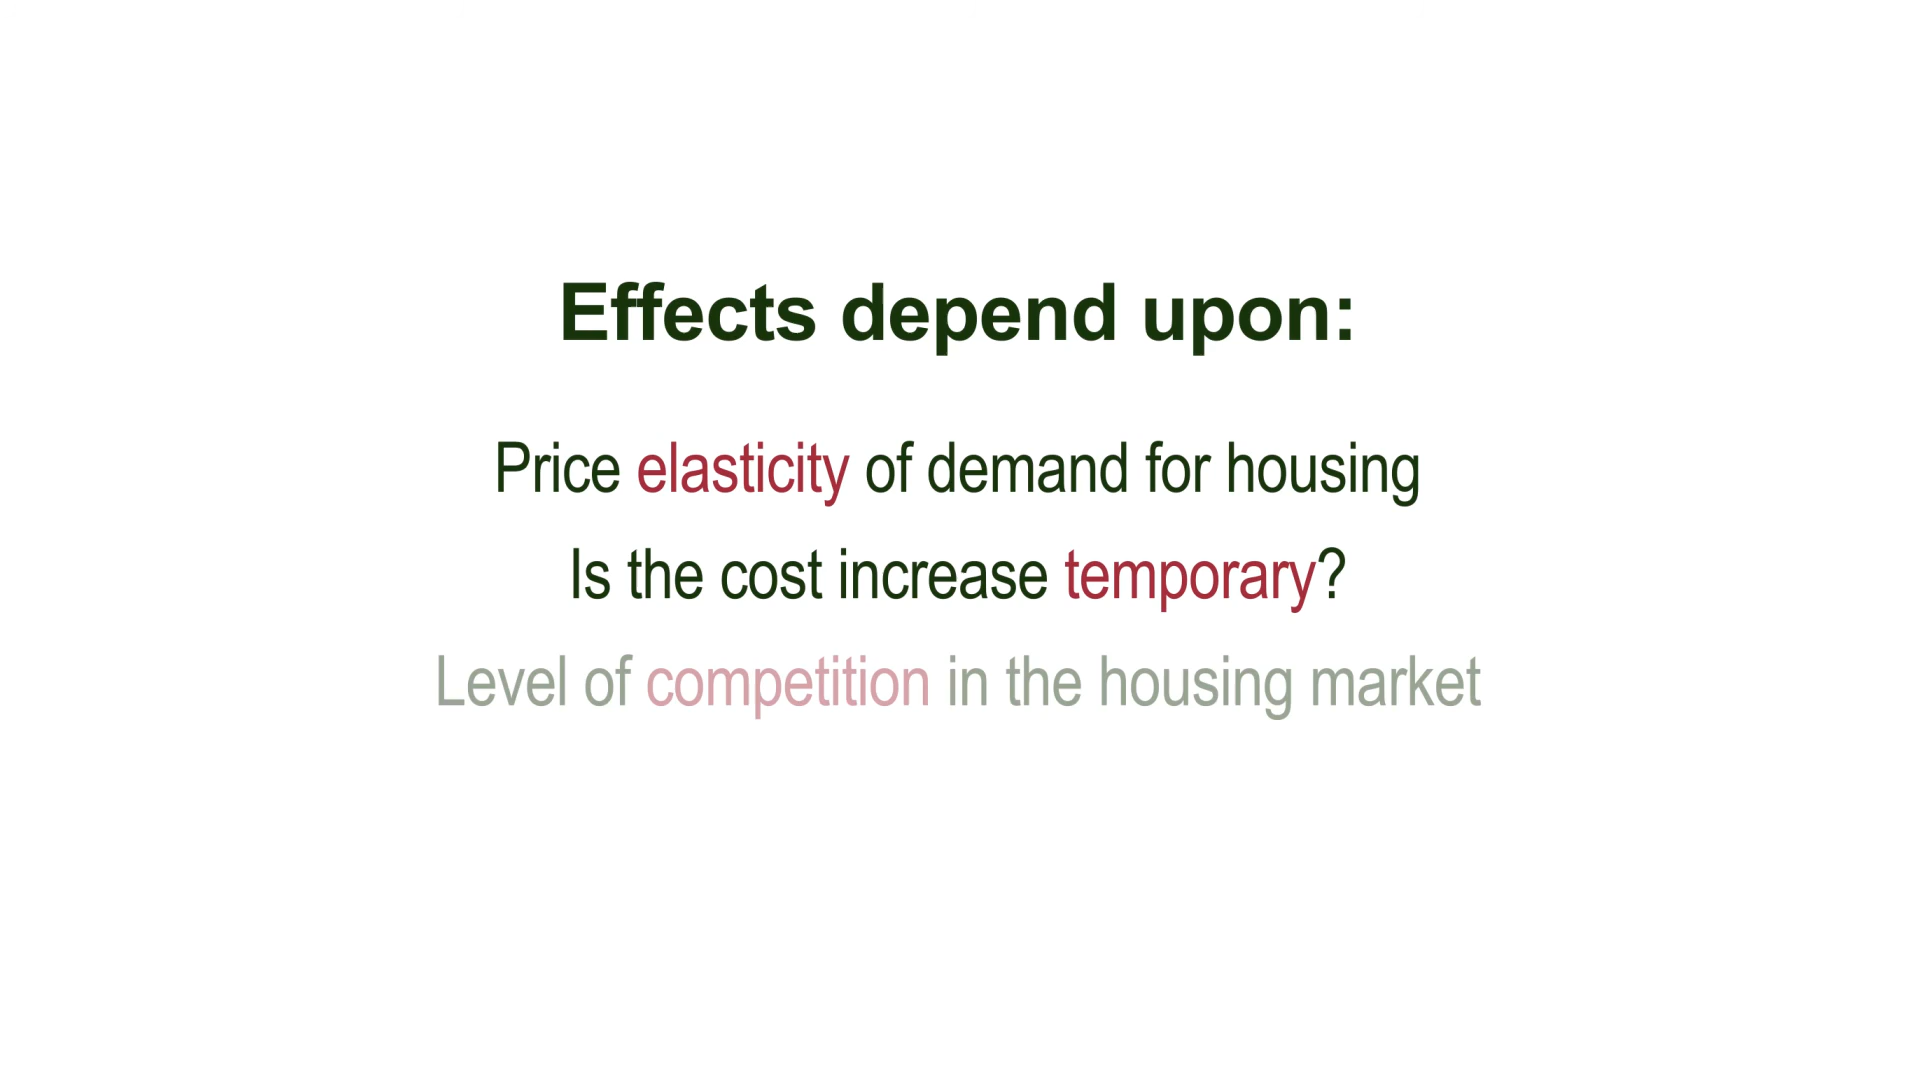 Effects depend upon:
Price elasticity of demand for housing
Is the cost increase temporary?
Level of competition in the housing market